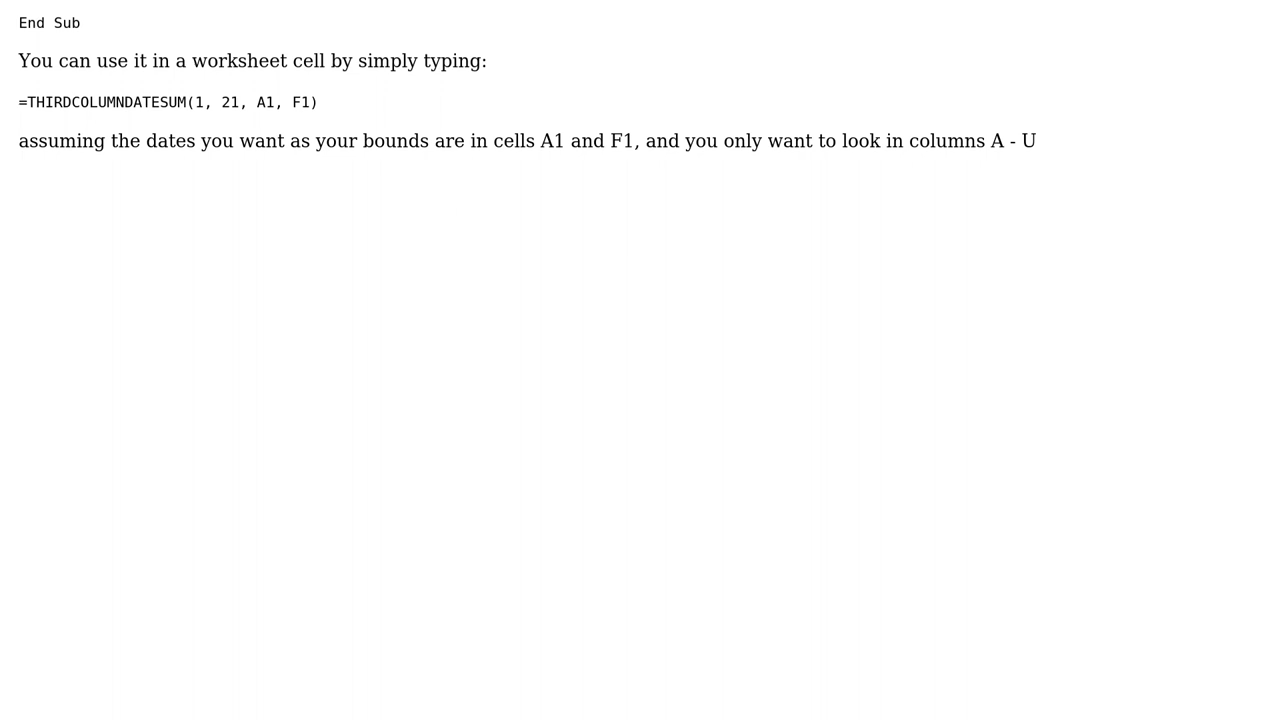 End Sub
You can use it in a worksheet cell by simply typing:
=THIRDCOLUMNDATESUM(1, 21, A1, F1)
assuming the dates you want as your bounds are in cells A1 and F1, and you only want to look in columns A - U